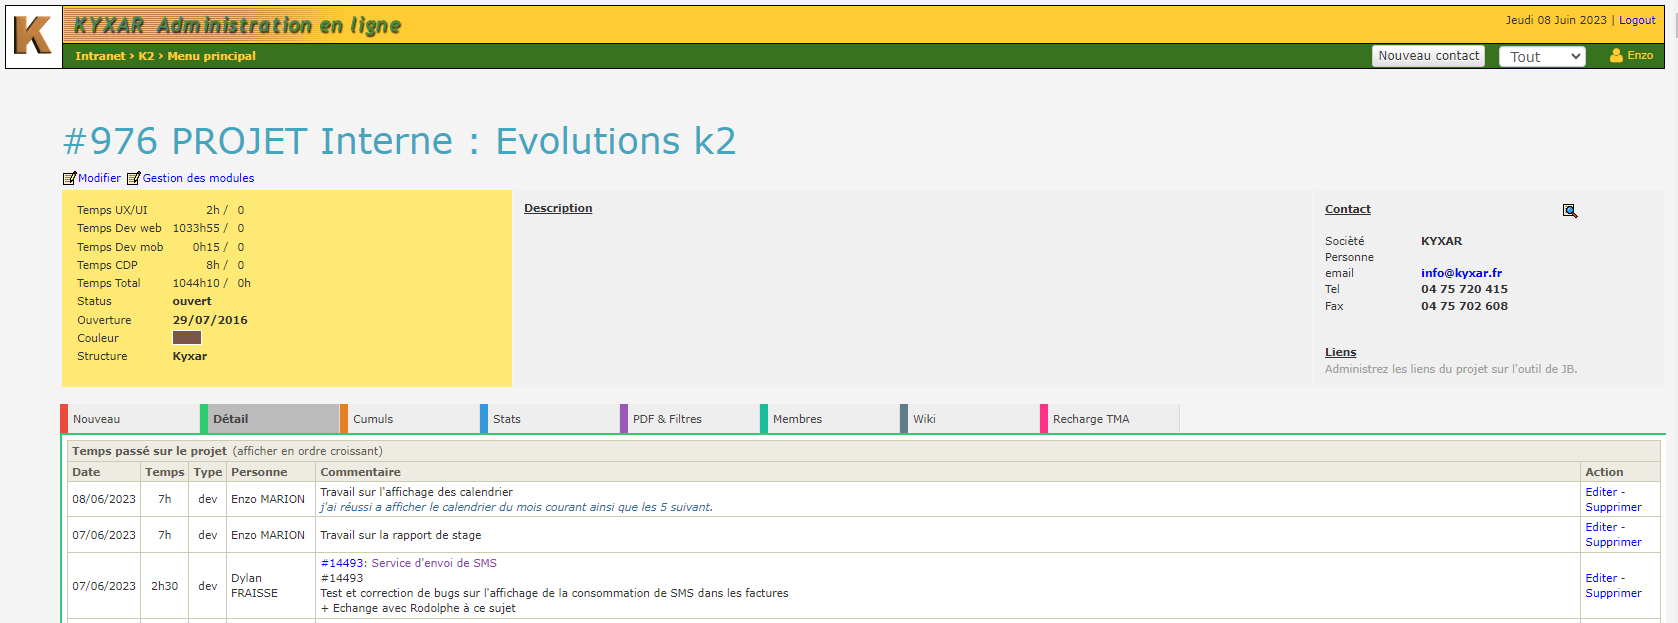 K KYXAR Administration en ligne
Jeudi 08 Juin 2023 | Logout
Intranet › K2 › Menu principal
Nouveau contact Tout Enzo
#976 PROJET Interne : Evolutions k2
Modifier Gestion des modules
Temps UX/UI 2h / 0
Temps Dev web 1033h55 / 0
Temps Dev mob 0h15 / 0
Temps CDP 8h / 0
Temps Total 1044h10 / 0h
Status ouvert
Ouverture 29/07/2016
Couleur
Structure Kyxar
Description
Contact
Socièté KYXAR
Personne
email info@kyxar.fr
Tel 04 75 720 415
Fax 04 75 702 608
Liens
Administrez les liens du projet sur l'outil de JB.
Nouveau Détail Cumuls Stats PDF & Filtres Membres Wiki Recharge TMA
Temps passé sur le projet (afficher en ordre croissant)
Date Temps Type Personne Commentaire Action
08/06/2023 7h dev Enzo MARION Travail sur l'affichage des calendrier
j'ai réussi a afficher le calendrier du mois courant ainsi que les 5 suivant.
Editer -
Supprimer
07/06/2023 7h dev Enzo MARION Travail sur la rapport de stage
Editer -
Supprimer
07/06/2023 2h30 dev Dylan
FRAISSE
#14493: Service d'envoi de SMS
#14493
Test et correction de bugs sur l'affichage de la consommation de SMS dans les factures
+ Echange avec Rodolphe à ce sujet
Editer -
Supprimer